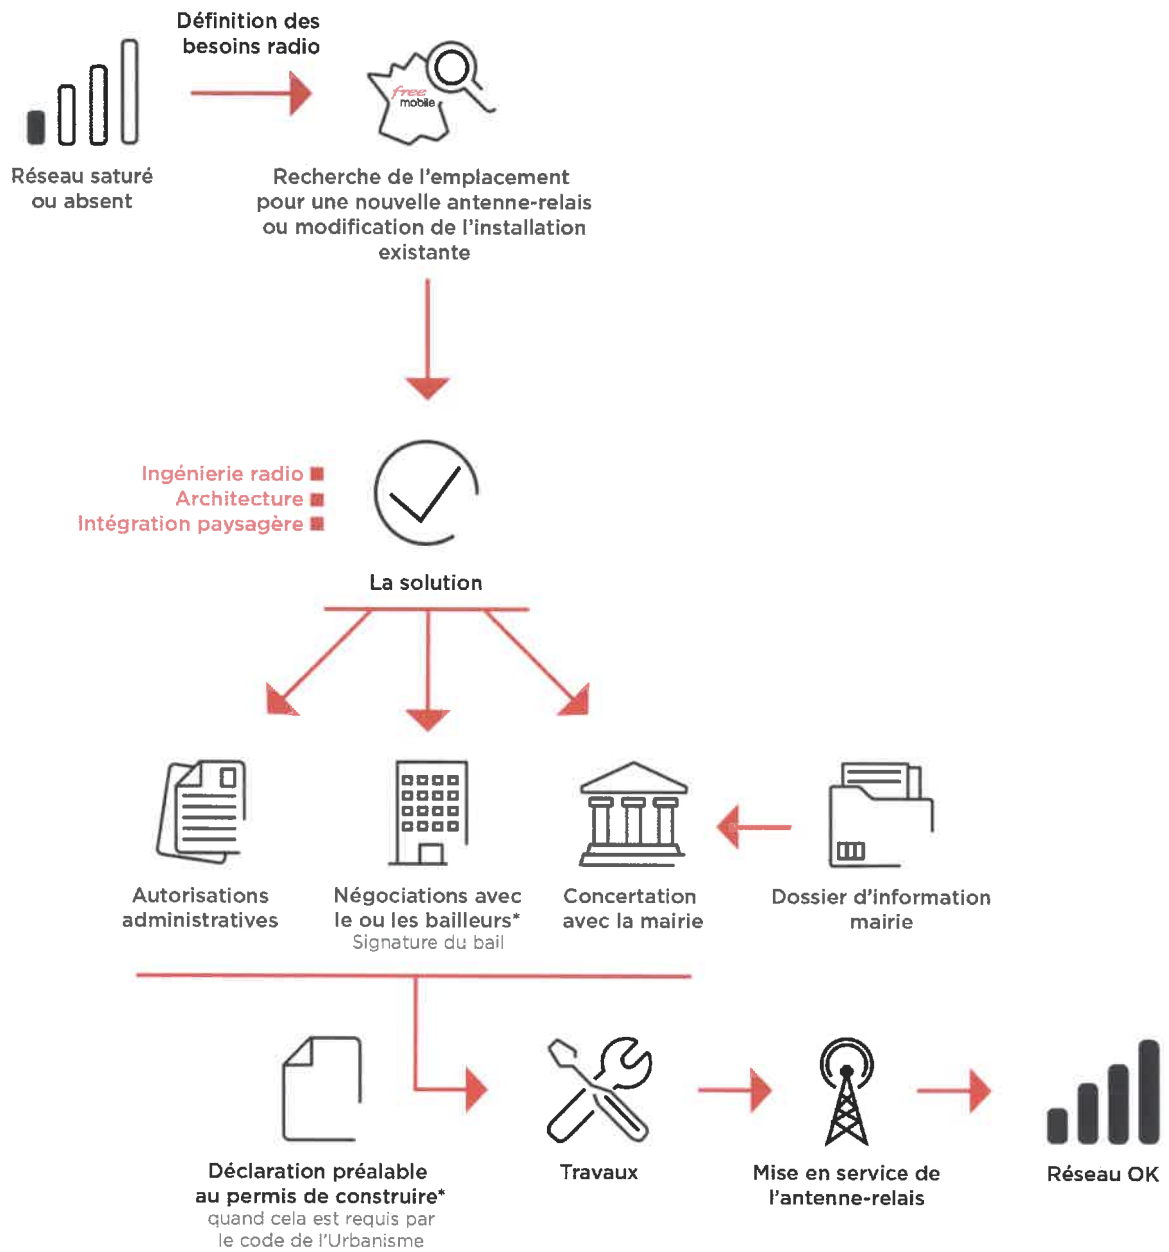 Définition des
besoins radio
free
mobile
Réseau saturé
ou absent
Recherche de l'emplacement
pour une nouvelle antenne-relais
ou modification de l'installation
existante
Ingénierie radio
Architecture
Intégration paysagère
La solution
Autorisations
administratives
Négociations avec
le ou les bailleurs*
Signature du bail
Concertation
avec la mairie
Dossier d'information
mairie
Déclaration préalable
au permis de construire*
quand cela est requis par
le code de l'Urbanisme
Travaux
Mise en service de
l'antenne-relais
Réseau OK